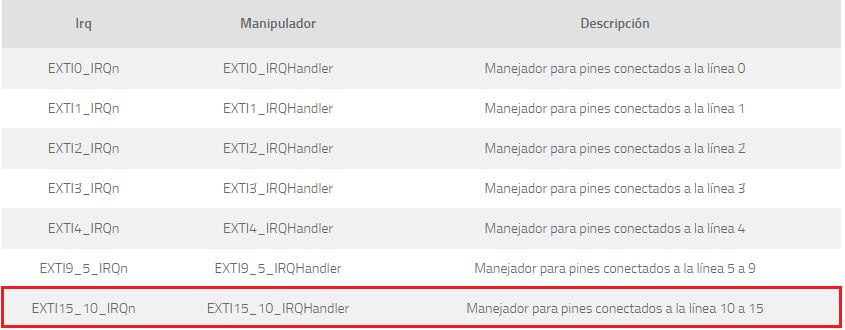 Irq Manipulador Descripción
EXTI0_IRQn EXTI0_IRQHandler Manejador para pines conectados a la línea 0
EXTI1_IRQn EXTI1_IRQHandler Manejador para pines conectados a la línea 1
EXTI2_IRQn EXTI2_IRQHandler Manejador para pines conectados a la línea 2
EXTI3_IRQn EXTI3_IRQHandler Manejador para pines conectados a la línea 3
EXTI4_IRQn EXTI4_IRQHandler Manejador para pines conectados a la línea 4
EXTI9_5_IRQn EXTI9_5_IRQHandler Manejador para pines conectados a la línea 5 a 9
EXTI15_10_IRQn EXTI15_10_IRQHandler Manejador para pines conectados a la línea 10 a 15